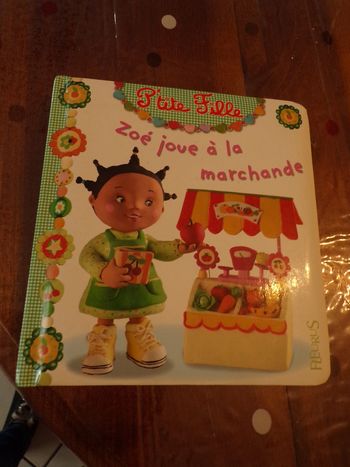 P'tite Fille
Zoé joue à la
marchande
FLEURUS